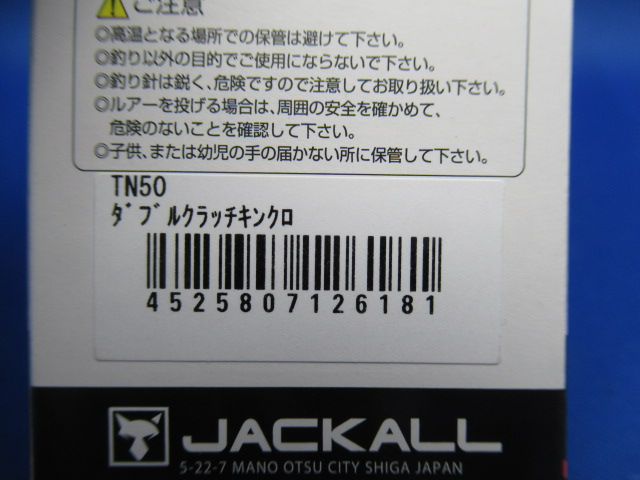 ご注意
◎高温となる場所での保管は避けて下さい。
◎釣り以外の目的でご使用にならないで下さい。
◎釣り針は鋭く、危険ですので注意してお取り扱い下さい。
◎ルアーを投げる場合は、周囲の安全を確かめて、
危険のないことを確認して下さい。
◎子供、または幼児の手の届かない所に保管して下さい。
TN50
ダブルクラッチキンクロ
4525807126181
JACKALL
5-22-7 MANO OTSU CITY SHIGA JAPAN